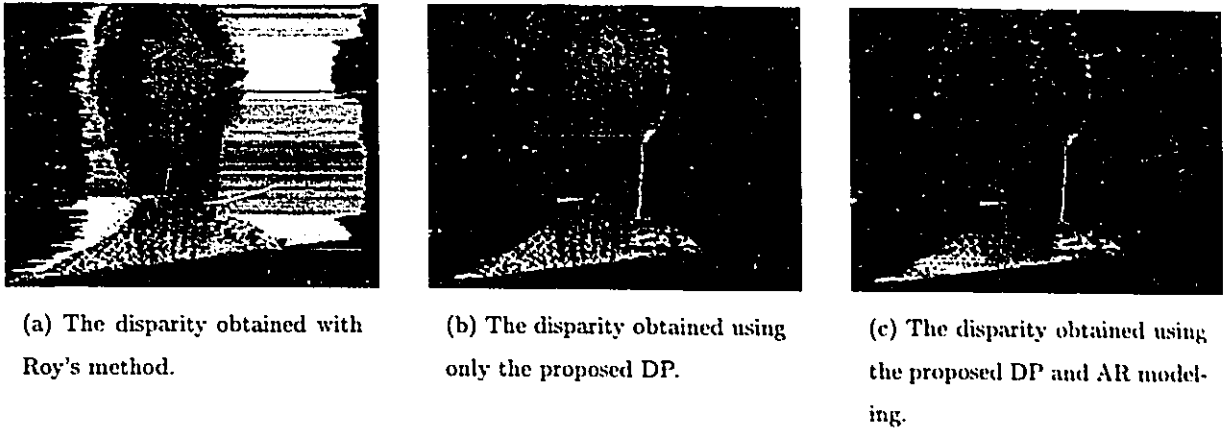 (a) The disparity obtained with
Roy's method.
(b) The disparity obtained using
only the proposed DP.
(c) The disparity obtained using
the proposed DP and AR model-
ing.